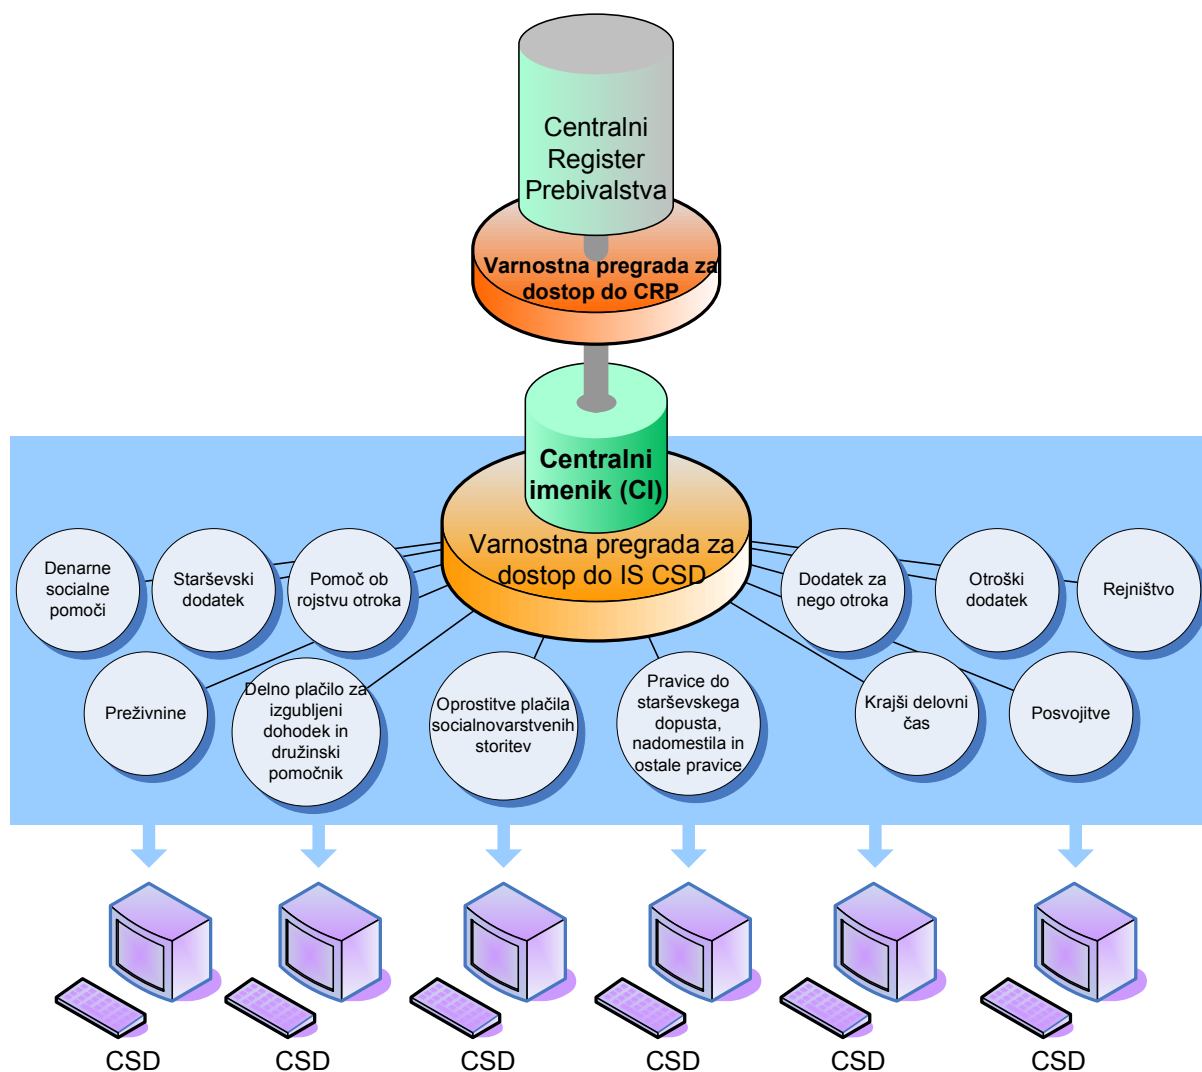 Centralni
Register
Prebivalstva
Varnostna pregrada za
dostop do CRP
Centralni
imenik (CI)
Varnostna pregrada za
dostop do IS CSD
Denarne
socialne
pomoči
Starševski
dodatek
Pomoč ob
rojstvu otroka
Dodatek za
nego otroka
Otroški
dodatek
Rejništvo
Preživnine
Delno plačilo za
izgubljeni
dohodek in
družinski
pomočnik
Oprostitve plačila
socialnovarstvenih
storitev
Pravice do
starševskega
dopusta,
nadomestila in
ostale pravice
Krajši delovni
čas
Posvojitve
CSD
CSD
CSD
CSD
CSD
CSD